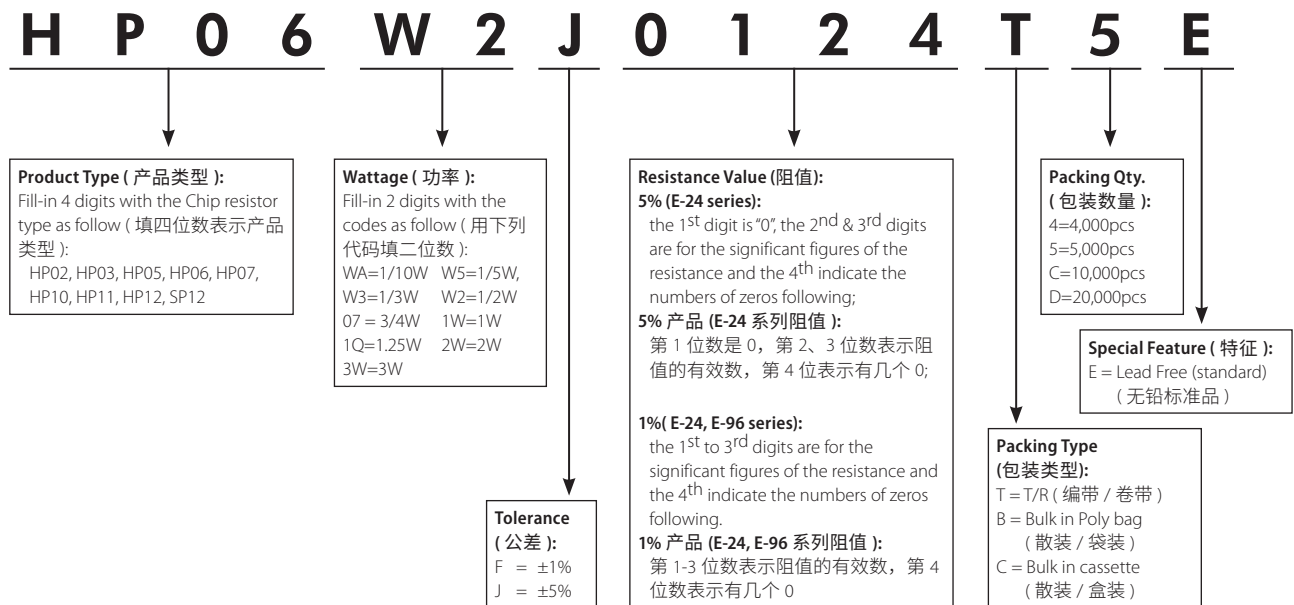 H P 0 6 W 2 J 0 1 2 4 T 5 E
Product Type ( 产品类型 ):
Fill-in 4 digits with the Chip resistor
type as follow ( 填四位数表示产品
类型 ):
HP02, HP03, HP05, HP06, HP07,
HP10, HP11, HP12, SP12
Wattage ( 功率 ):
Fill-in 2 digits with the
codes as follow ( 用下列
代码填二位数 ):
WA=1/10W W5=1/5W,
W3=1/3W W2=1/2W
07 = 3/4W 1W=1W
1Q=1.25W 2W=2W
3W=3W
Tolerance
( 公差 ):
F = ±1%
J = ±5%
Resistance Value (阻值):
5% (E-24 series):
the 1st digit is "0", the 2nd & 3rd digits
are for the significant figures of the
resistance and the 4th indicate the
numbers of zeros following;
5% 产品 (E-24 系列阻值 ):
第 1 位数是 0，第 2、3 位数表示阻
值的有效数，第 4 位表示有几个 0;
1%( E-24, E-96 series):
the 1st to 3rd digits are for the
significant figures of the resistance and
the 4th indicate the numbers of zeros
following.
1% 产品 (E-24, E-96 系列阻值 ):
第 1-3 位数表示阻值的有效数，第 4
位数表示有几个 0
Packing Type
(包装类型):
T = T/R ( 编带 / 卷带 )
B = Bulk in Poly bag
( 散装 / 袋装 )
C = Bulk in cassette
( 散装 / 盒装 )
Packing Qty.
( 包装数量 ):
4=4,000pcs
5=5,000pcs
C=10,000pcs
D=20,000pcs
Special Feature ( 特征 ):
E = Lead Free (standard)
( 无铅标准品 )